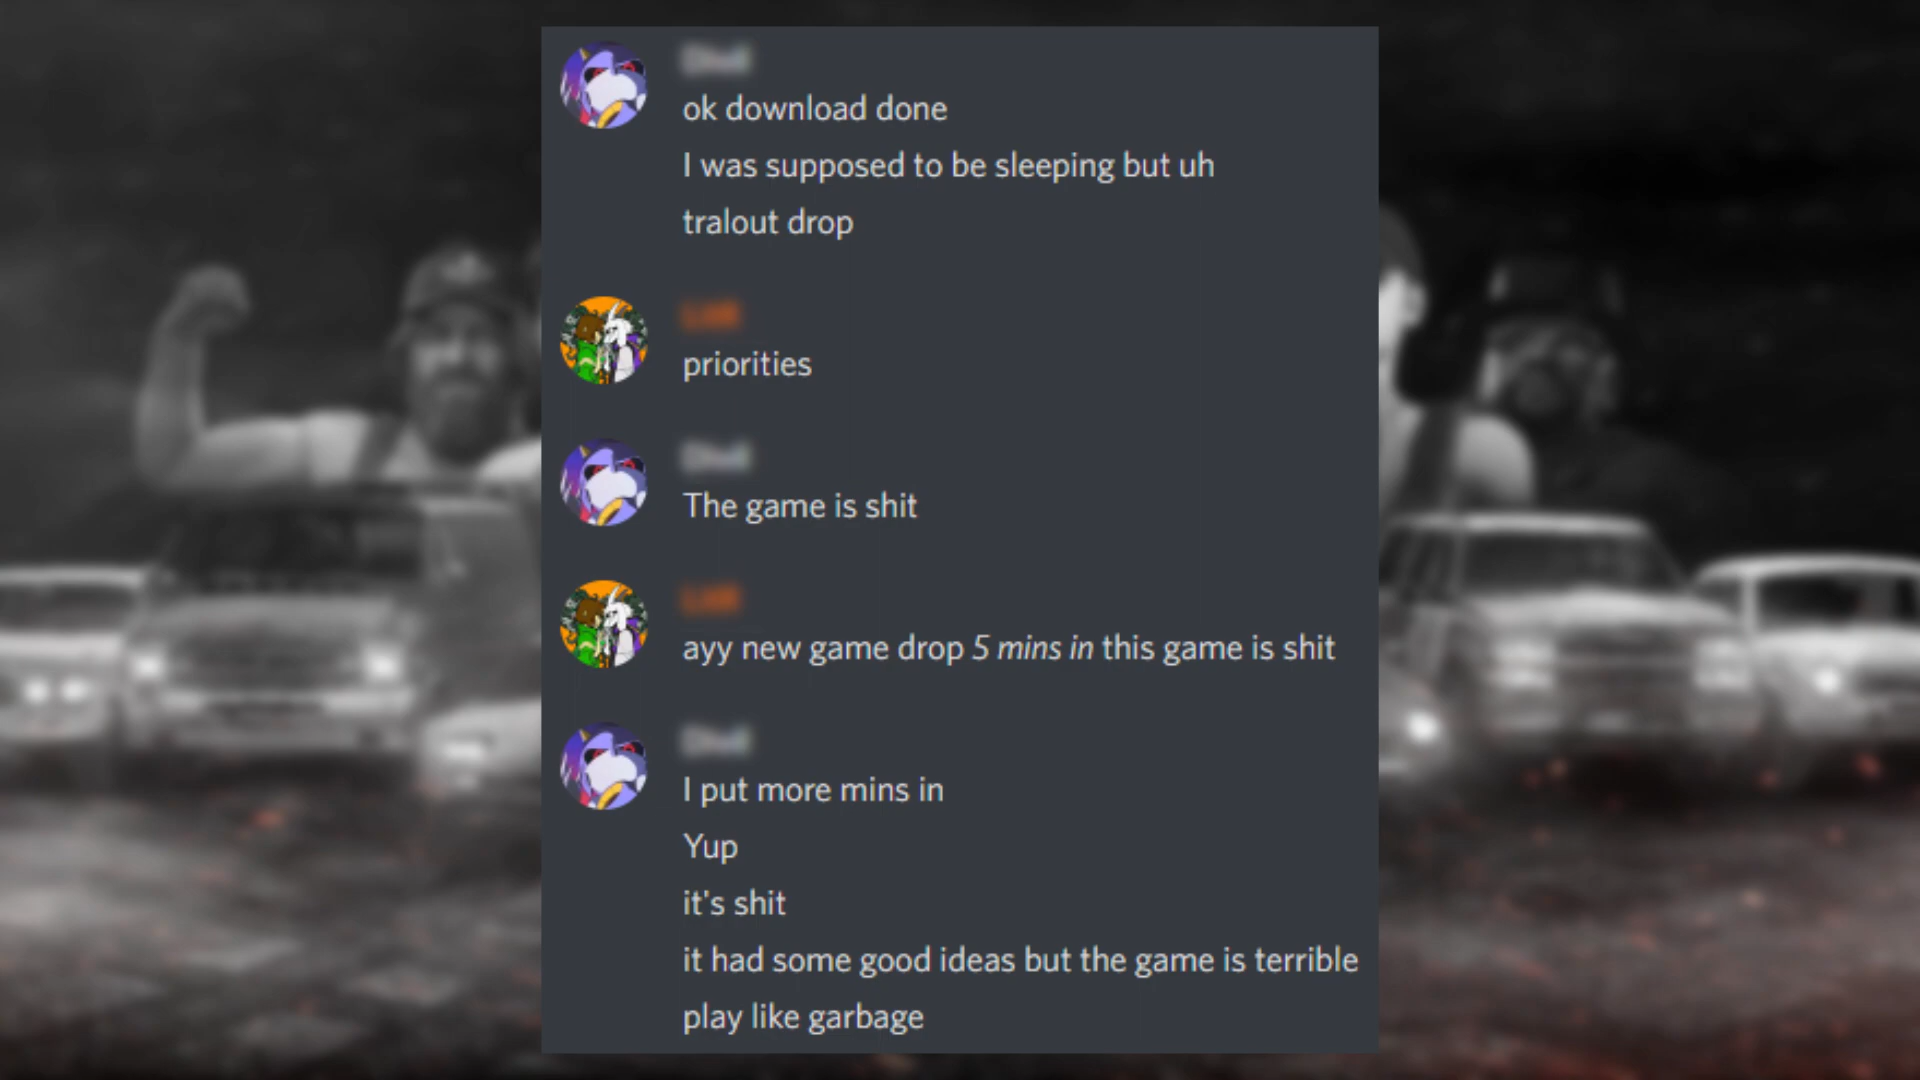 ok download done
I was supposed to be sleeping but uh
tralout drop
priorities
The game is shit
ayy new game drop 5 mins in this game is shit
I put more mins in
Yup
it's shit
it had some good ideas but the game is terrible
play like garbage